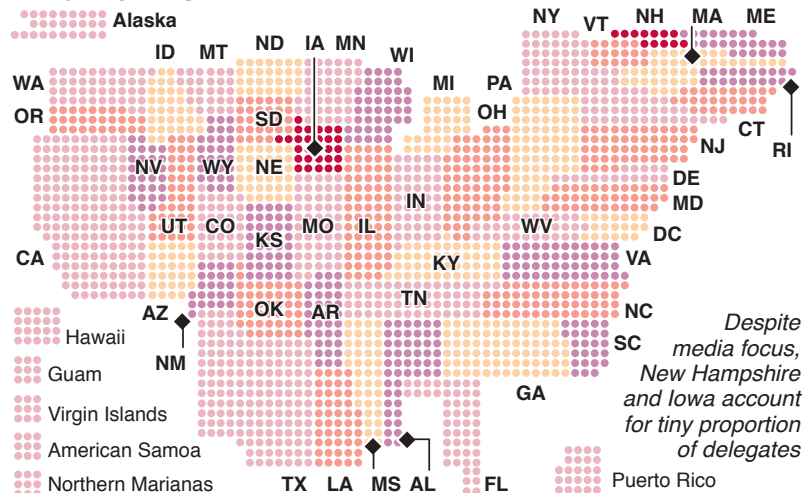 Alaska
NY
VT
NH
MA
ME
ID
MT
ND
IA
MN
WI
WA
MI
PA
OR
SD
OH
CT
NJ
RI
NV
WY
NE
IN
DE
MD
UT
CO
KS
MO
IL
WV
DC
CA
KY
VA
AZ
OK
AR
TN
NC
Hawaii
NM
SC
Guam
GA
Despite
media focus,
New Hampshire
and Iowa account
for tiny proportion
of delegates
Virgin Islands
American Samoa
Northern Marianas
TX
LA
MS
AL
FL
Puerto Rico